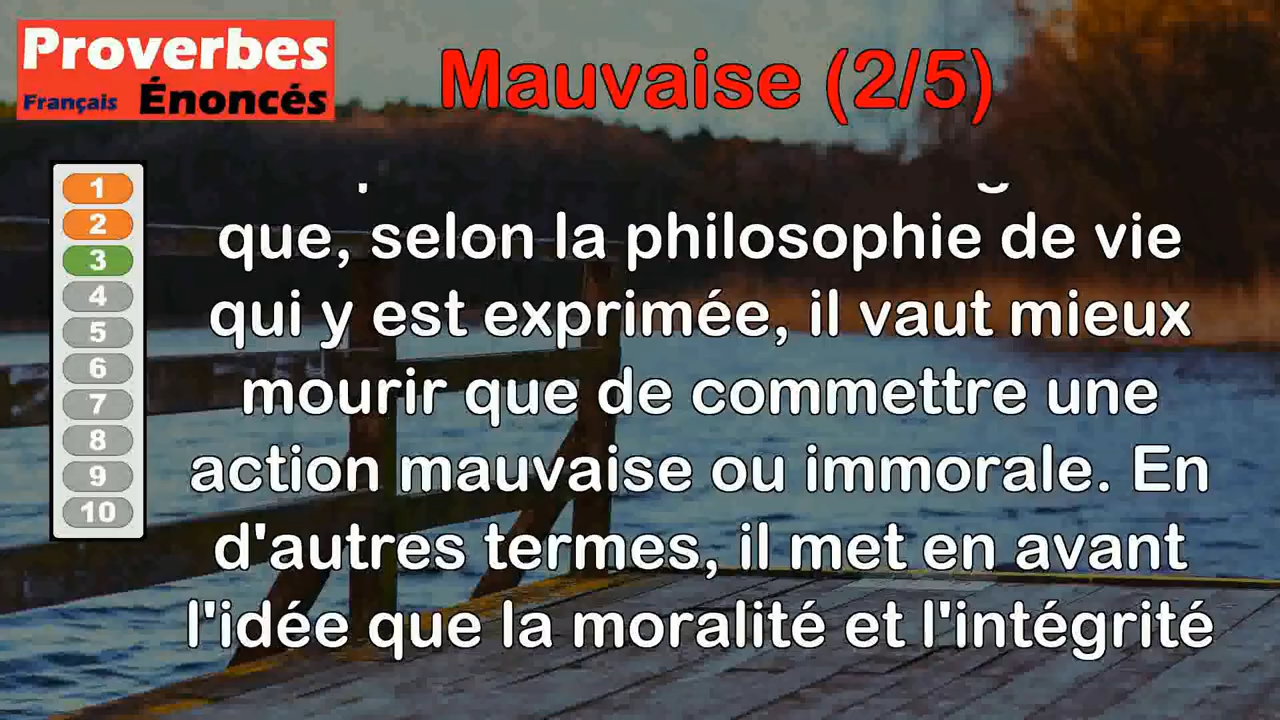 Proverbes
Français Énoncés
Mauvaise (2/5)
1
2
3
4
5
6
7
8
9
10
que, selon la philosophie de vie
qui y est exprimée, il vaut mieux
mourir que de commettre une
action mauvaise ou immorale. En
d'autres termes, il met en avant
l'idée que la moralité et l'intégrité